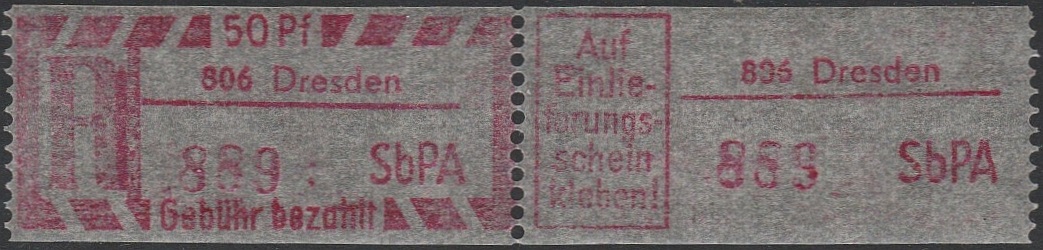 50 Pf
R
806 Dresden
889
SbPA
Gebühr bezahlt
Auf
Einlie-
ferungs-
schein
kleben!
806 Dresden
889
SbPA